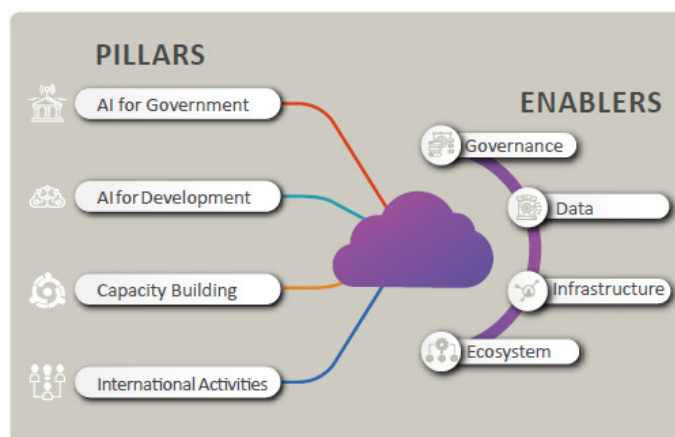 PILLARS
AI for Government
AI for Development
Capacity Building
International Activities
ENABLERS
Governance
Data
Infrastructure
Ecosystem